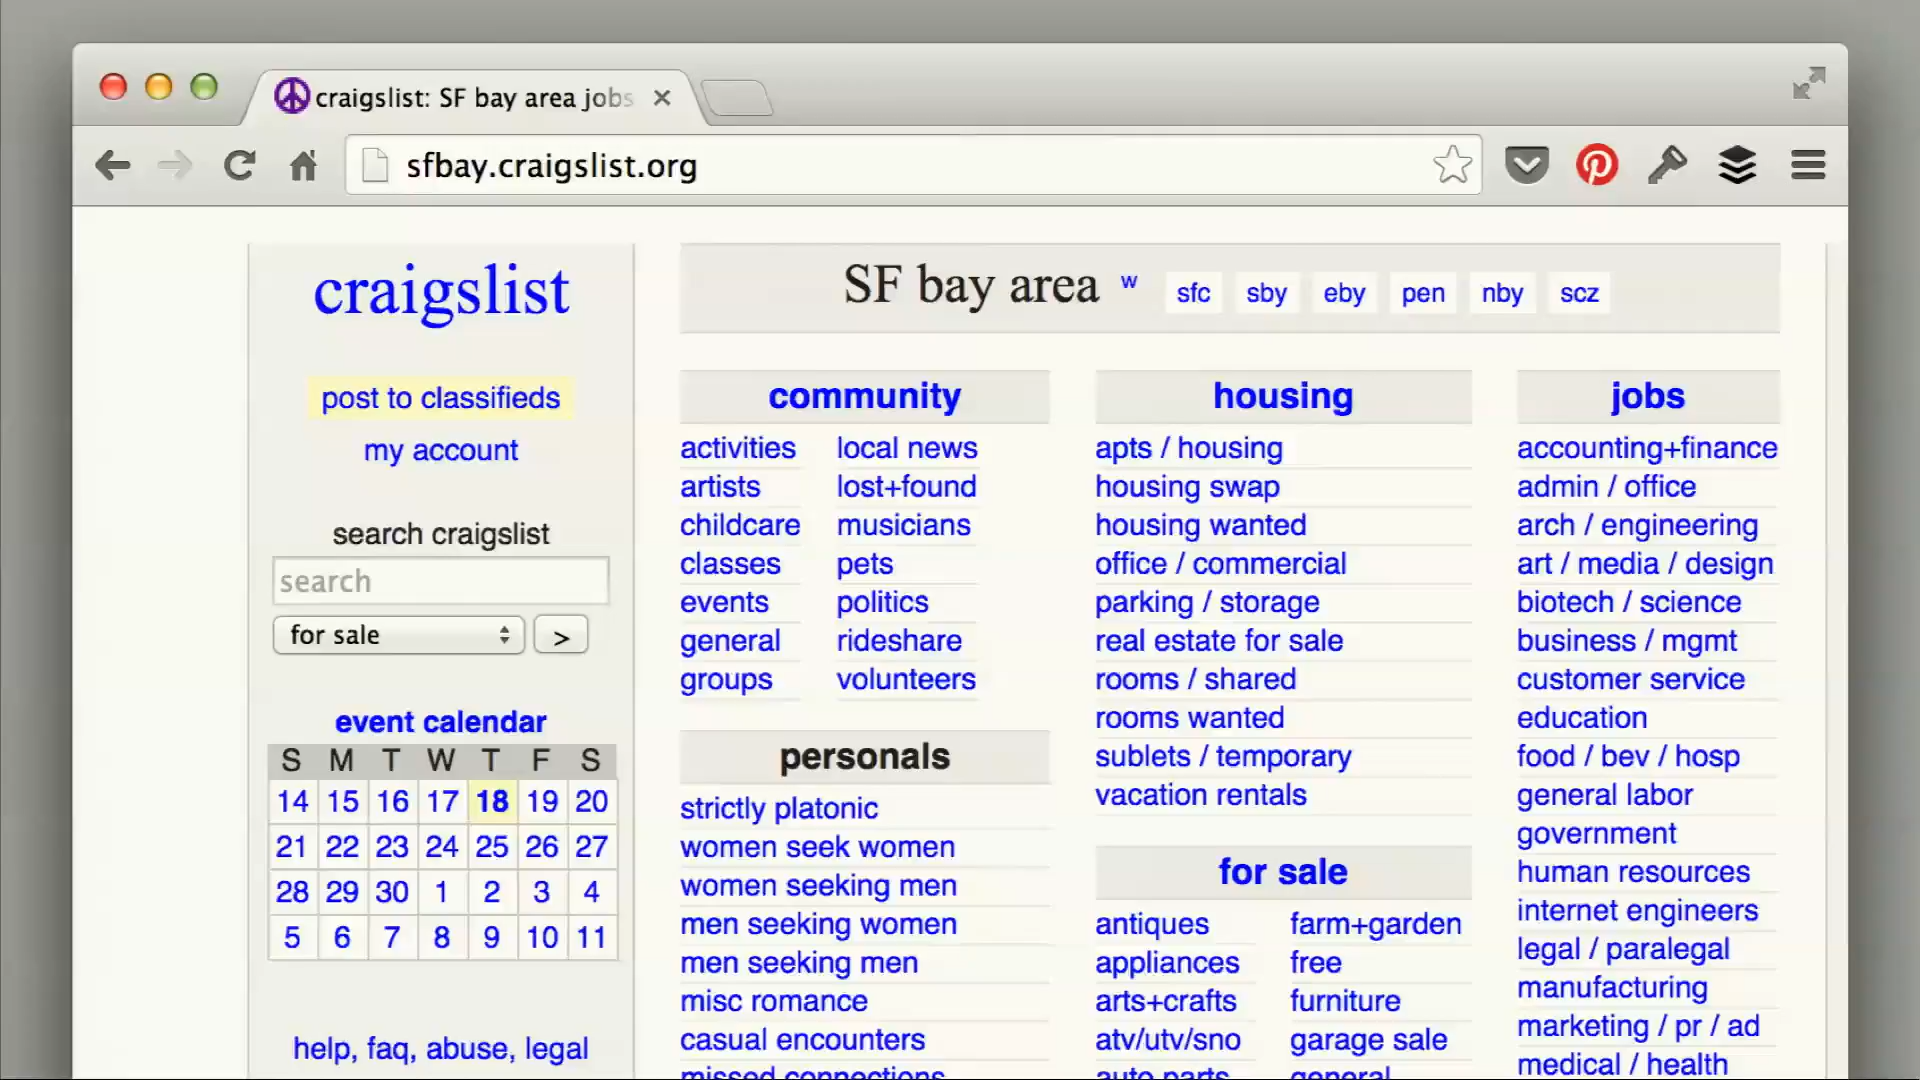 craigslist: SF bay area jobs
sfbay.craigslist.org
craigslist
post to classifieds
my account
search craigslist
search
for sale
>
event calendar
S M T W T F S
14 15 16 17 18 19 20
21 22 23 24 25 26 27
28 29 30 1 2 3 4
5 6 7 8 9 10 11
help, faq, abuse, legal
SF bay area w sfc sby eby pen nby scz
community
activities
artists
childcare
classes
events
general
groups
local news
lost+found
musicians
pets
politics
rideshare
volunteers
personals
strictly platonic
women seek women
women seeking men
men seeking women
men seeking men
misc romance
casual encounters
missed connections
housing
apts / housing
housing swap
housing wanted
office / commercial
parking / storage
real estate for sale
rooms / shared
rooms wanted
sublets / temporary
vacation rentals
for sale
antiques
appliances
arts+crafts
atv/utv/sno
auto parts
farm+garden
free
furniture
garage sale
general
jobs
accounting+finance
admin / office
arch / engineering
art / media / design
biotech / science
business / mgmt
customer service
education
food / bev / hosp
general labor
government
human resources
internet engineers
legal / paralegal
manufacturing
marketing / pr / ad
medical / health